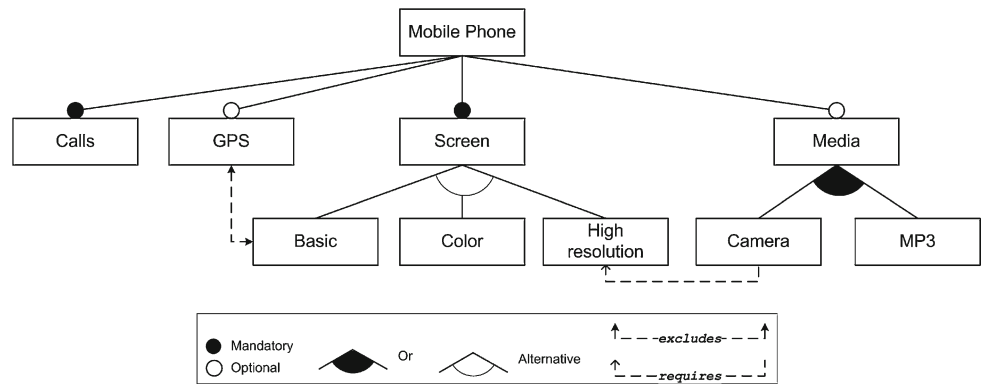 Mobile Phone
Calls
GPS
Screen
Media
Basic
Color
High
resolution
Camera
MP3
Mandatory
Optional
Or
Alternative
excludes
requires